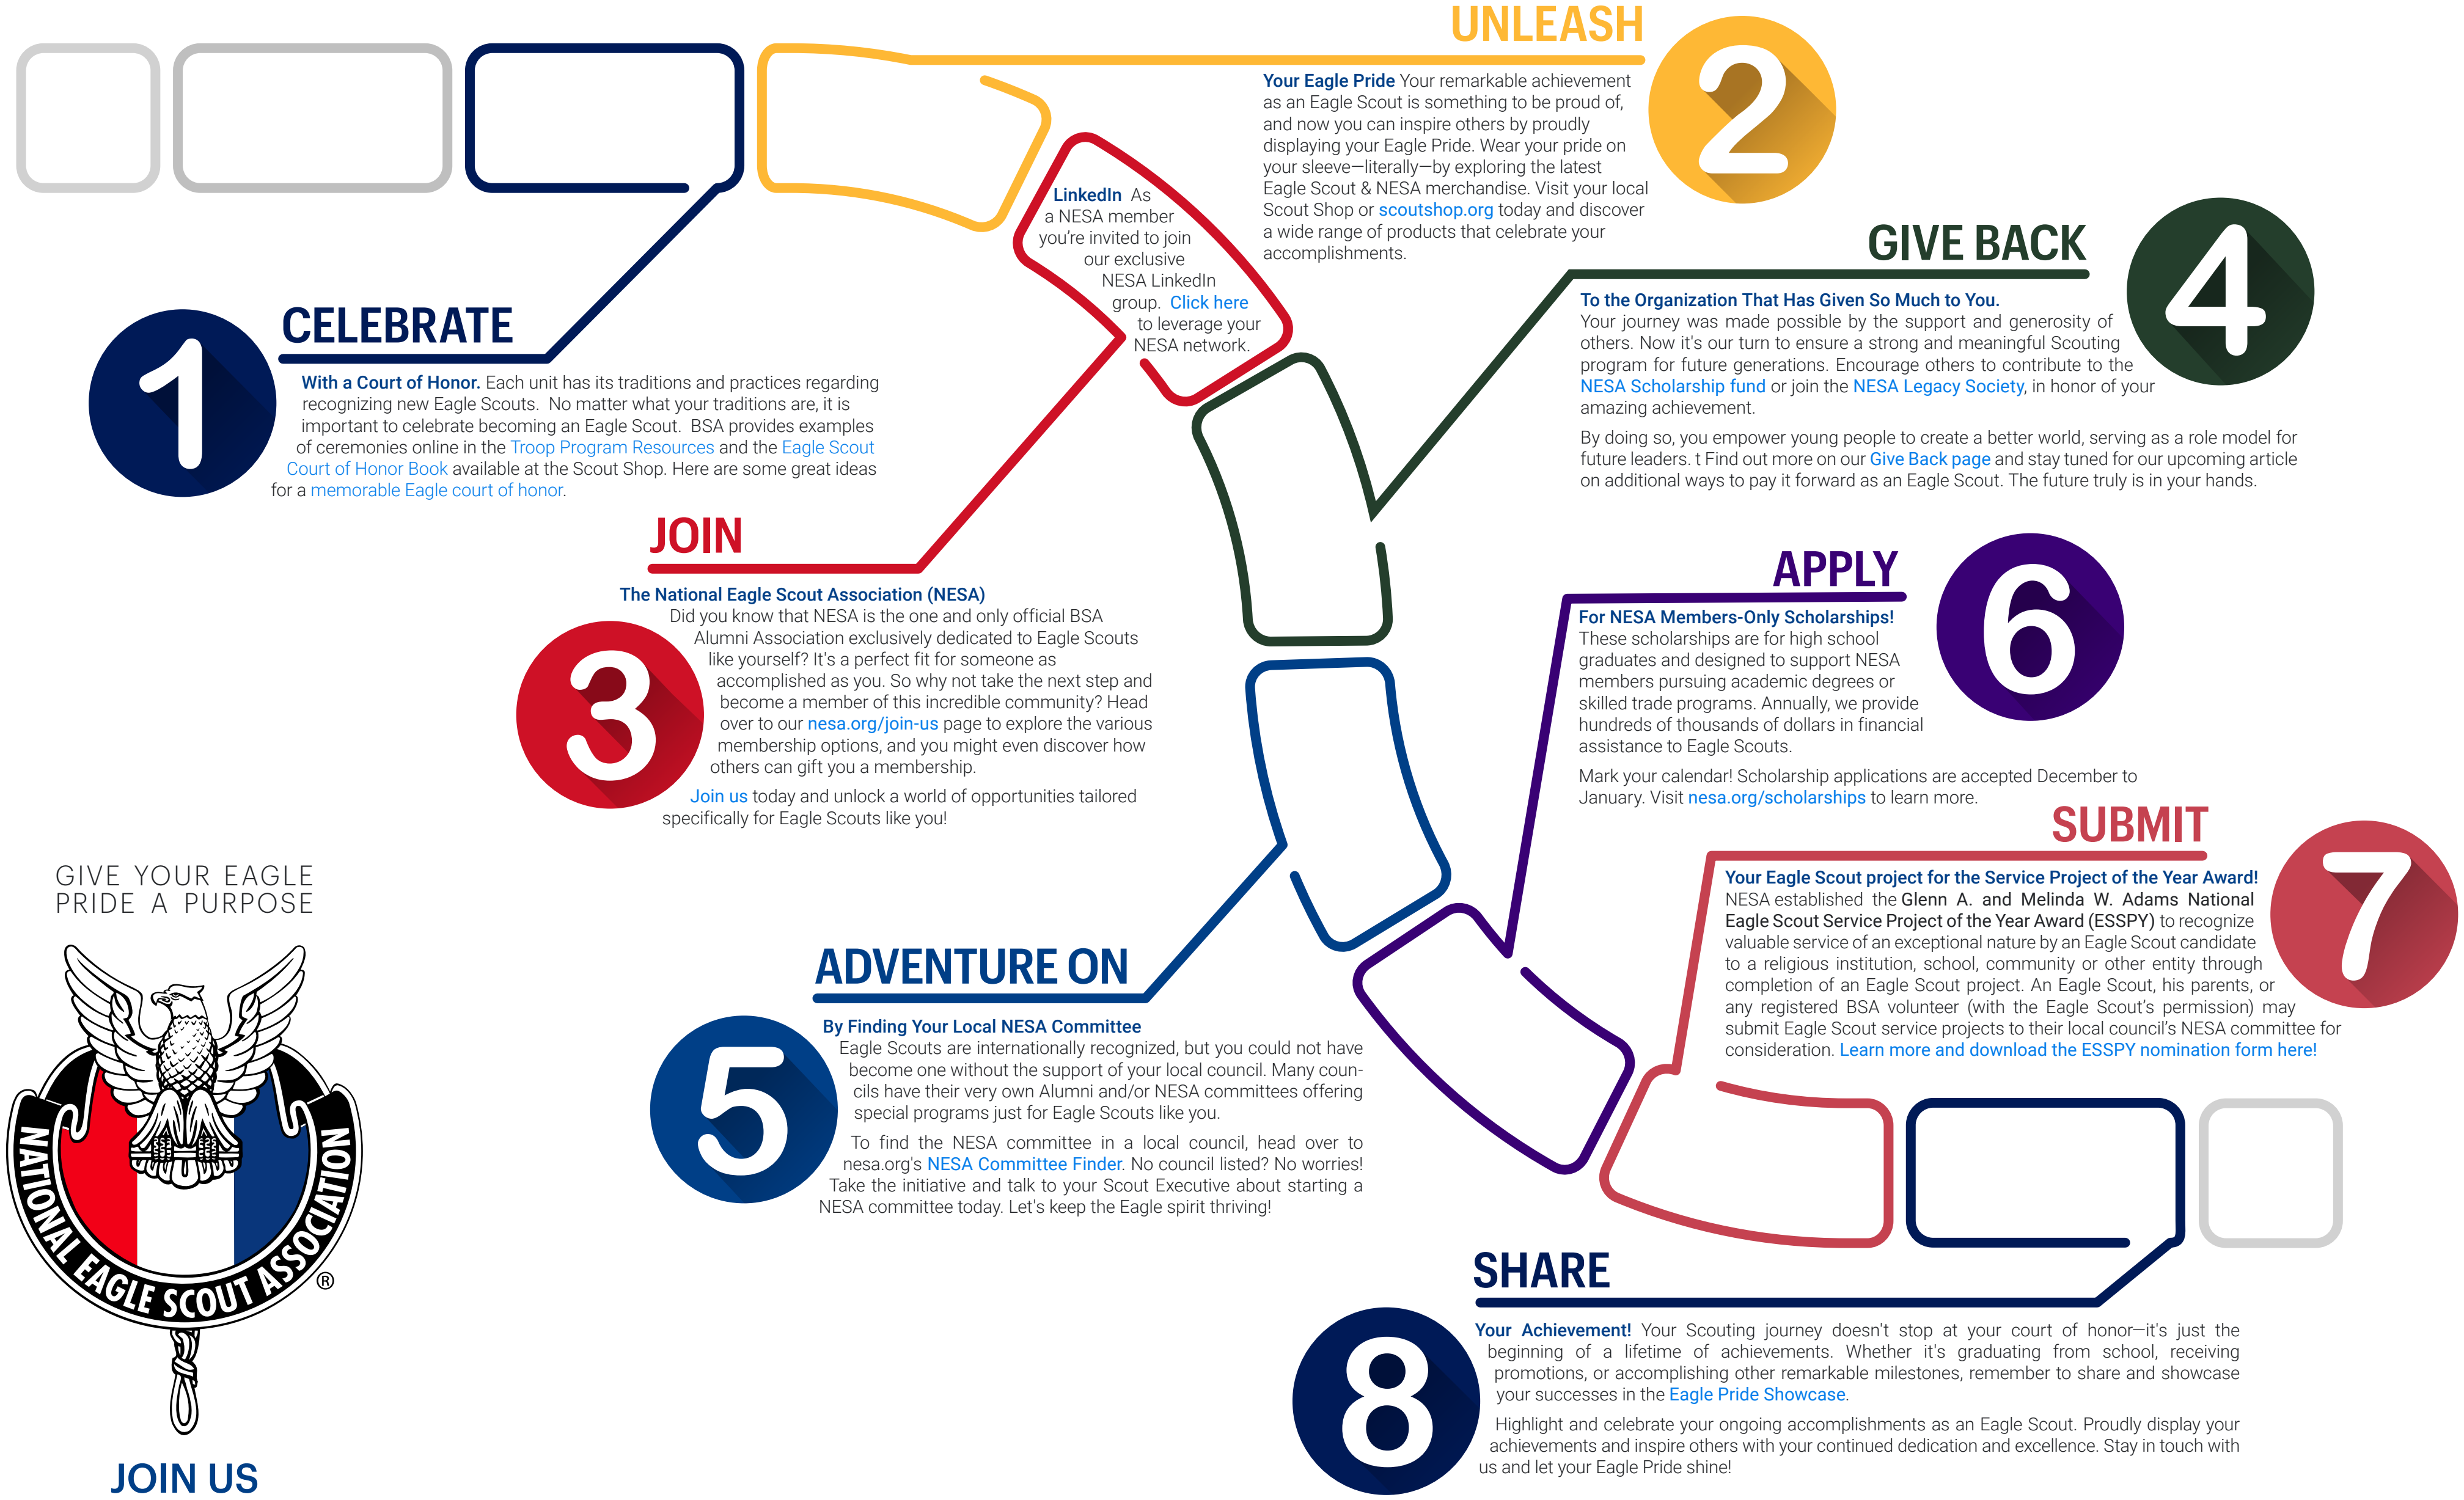 1
CELEBRATE
With a Court of Honor. Each unit has its traditions and practices regarding
recognizing new Eagle Scouts.  No matter what your traditions are, it is
important to celebrate becoming an Eagle Scout.  BSA provides examples
of ceremonies online in the Troop Program Resources and the Eagle Scout
Court of Honor Book available at the Scout Shop. Here are some great ideas
for a memorable Eagle court of honor.
UNLEASH
2
Your Eagle Pride Your remarkable achievement
as an Eagle Scout is something to be proud of,
and now you can inspire others by proudly
displaying your Eagle Pride. Wear your pride on
your sleeve—literally—by exploring the latest
Eagle Scout & NESA merchandise. Visit your local
Scout Shop or scoutshop.org today and discover
a wide range of products that celebrate your
accomplishments.
LinkedIn  As
a NESA member
you're invited to join
our exclusive
NESA LinkedIn
group.  Click here
to leverage your
NESA network.
JOIN
3
The National Eagle Scout Association (NESA)
Did you know that NESA is the one and only official BSA
Alumni Association exclusively dedicated to Eagle Scouts
like yourself? It's a perfect fit for someone as
accomplished as you. So why not take the next step and
become a member of this incredible community? Head
over to our nesa.org/join-us page to explore the various
membership options, and you might even discover how
others can gift you a membership.
Join us today and unlock a world of opportunities tailored
specifically for Eagle Scouts like you!
GIVE BACK
4
To the Organization That Has Given So Much to You.
Your journey was made possible by the support and generosity of
others. Now it's our turn to ensure a strong and meaningful Scouting
program for future generations. Encourage others to contribute to the
NESA Scholarship fund or join the NESA Legacy Society, in honor of your
amazing achievement.
By doing so, you empower young people to create a better world, serving as a role model for
future leaders. t Find out more on our Give Back page and stay tuned for our upcoming article
on additional ways to pay it forward as an Eagle Scout. The future truly is in your hands.
ADVENTURE ON
5
By Finding Your Local NESA Committee
Eagle Scouts are internationally recognized, but you could not have
become one without the support of your local council. Many coun-
cils have their very own Alumni and/or NESA committees offering
special programs just for Eagle Scouts like you.
To find the NESA committee in a local council, head over to
nesa.org's NESA Committee Finder. No council listed? No worries!
Take the initiative and talk to your Scout Executive about starting a
NESA committee today. Let's keep the Eagle spirit thriving!
APPLY
6
For NESA Members-Only Scholarships!
These scholarships are for high school
graduates and designed to support NESA
members pursuing academic degrees or
skilled trade programs. Annually, we provide
hundreds of thousands of dollars in financial
assistance to Eagle Scouts.
Mark your calendar! Scholarship applications are accepted December to
January. Visit nesa.org/scholarships to learn more.
SUBMIT
7
Your Eagle Scout project for the Service Project of the Year Award!
NESA established the Glenn A. and Melinda W. Adams National
Eagle Scout Service Project of the Year Award (ESSPY) to recognize
valuable service of an exceptional nature by an Eagle Scout candidate
to a religious institution, school, community or other entity through
completion of an Eagle Scout project. An Eagle Scout, his parents, or
any registered BSA volunteer (with the Eagle Scout's permission) may
submit Eagle Scout service projects to their local council's NESA committee for
consideration. Learn more and download the ESSPY nomination form here!
SHARE
8
Your Achievement! Your Scouting journey doesn't stop at your court of honor—it's just the
beginning of a lifetime of achievements. Whether it's graduating from school, receiving
promotions, or accomplishing other remarkable milestones, remember to share and showcase
your successes in the Eagle Pride Showcase.
Highlight and celebrate your ongoing accomplishments as an Eagle Scout. Proudly display your
achievements and inspire others with your continued dedication and excellence. Stay in touch with
us and let your Eagle Pride shine!
GIVE YOUR EAGLE
PRIDE A PURPOSE
NATIONAL EAGLE SCOUT ASSOCIATION
®
JOIN US